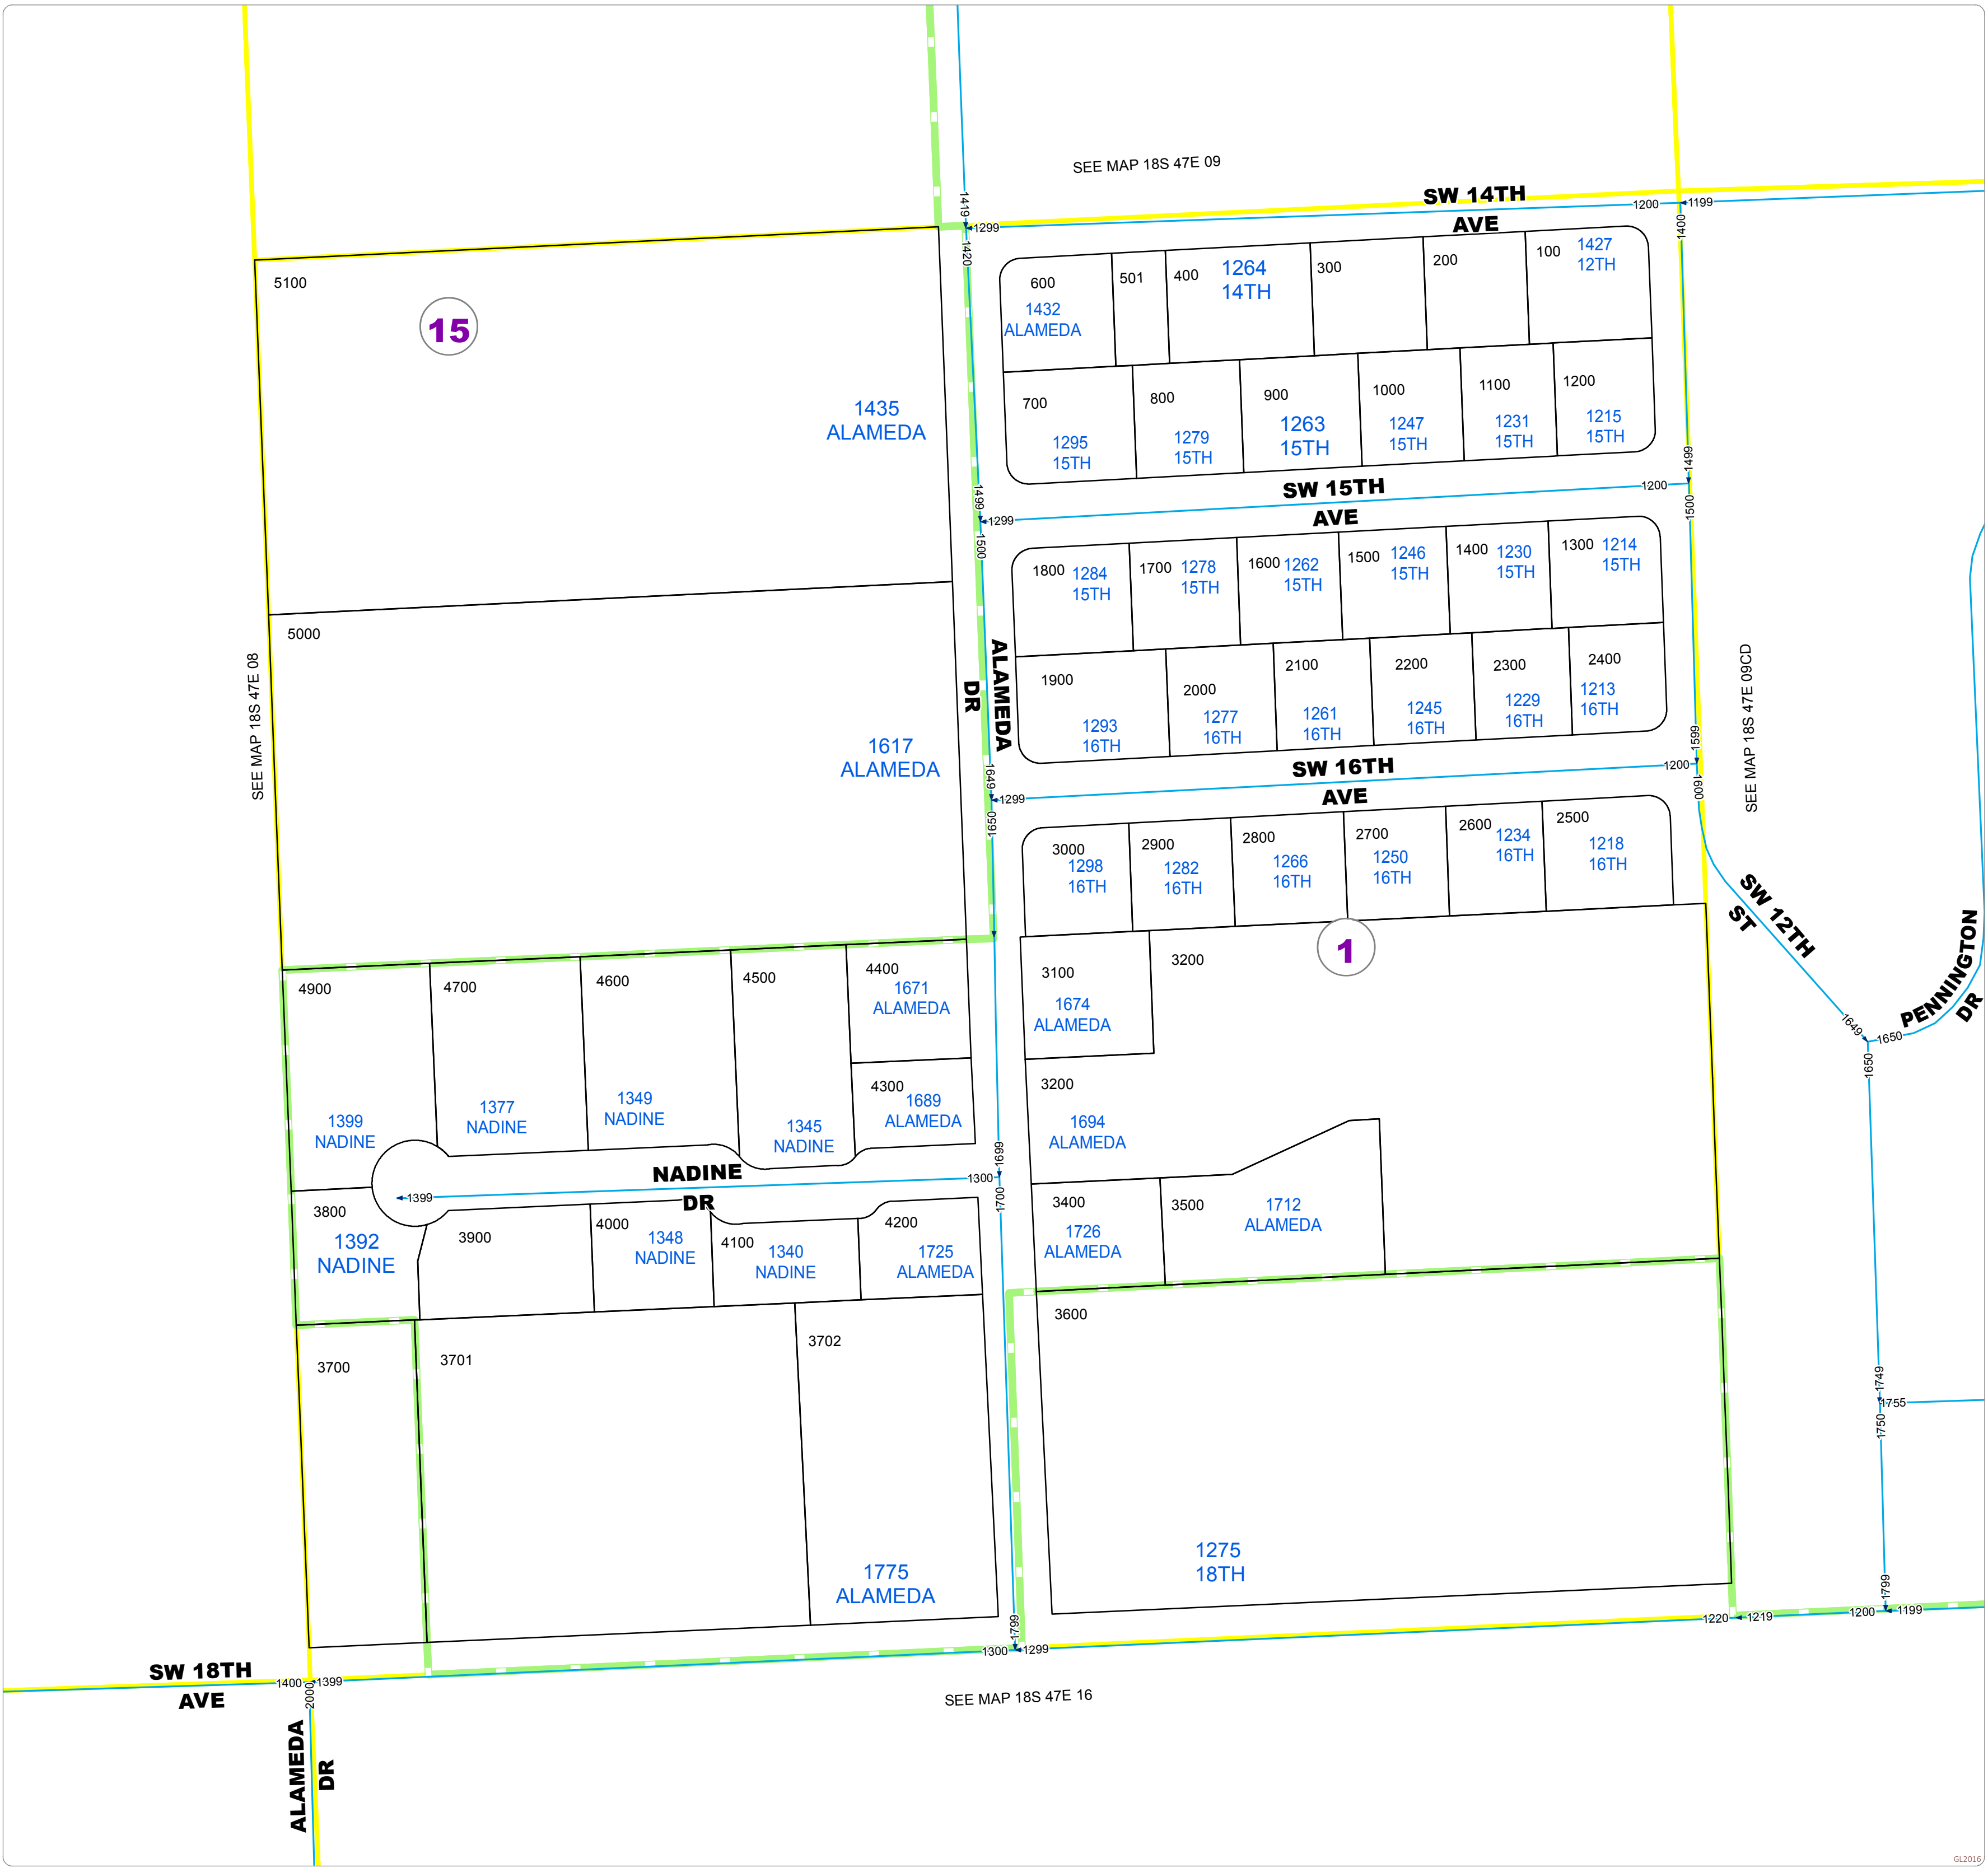 SEE MAP 18S 47E 09
SW 14TH
AVE
1419
1299
1420
1200
1199
1400
5100
15
1435
ALAMEDA
600
1432
ALAMEDA
501
400
1264
14TH
300
200
100
1427
12TH
700
1295
15TH
800
1279
15TH
900
1263
15TH
1000
1247
15TH
1100
1231
15TH
1200
1215
15TH
1499
1299
1500
SW 15TH
AVE
1200
1499
1500
1800
1284
15TH
1700
1278
15TH
1600
1262
15TH
1500
1246
15TH
1400
1230
15TH
1300
1214
15TH
5000
1617
ALAMEDA
SEE MAP 18S 47E 08
ALAMEDA
DR
1900
1293
16TH
2000
1277
16TH
2100
1261
16TH
2200
1245
16TH
2300
1229
16TH
2400
1213
16TH
SEE MAP 18S 47E 09CD
1649
1299
1650
SW 16TH
AVE
1200
1599
1600
3000
1298
16TH
2900
1282
16TH
2800
1266
16TH
2700
1250
16TH
2600
1234
16TH
2500
1218
16TH
1
SW 12TH
ST
PENNINGTON
DR
1649
1650
1650
4900
1399
NADINE
4700
1377
NADINE
4600
1349
NADINE
4500
1345
NADINE
4400
1671
ALAMEDA
4300
1689
ALAMEDA
3100
1674
ALAMEDA
3200
3200
1694
ALAMEDA
NADINE
DR
1399
1300
1699
1700
3800
1392
NADINE
3900
4000
1348
NADINE
4100
1340
NADINE
4200
1725
ALAMEDA
3400
1726
ALAMEDA
3500
1712
ALAMEDA
3600
1275
18TH
3700
3701
3702
1775
ALAMEDA
1749
1755
1750
1799
1799
1300
1299
1220
1219
1200
1199
SW 18TH
AVE
1400
1399
2000
SEE MAP 18S 47E 16
ALAMEDA
DR
GL2016